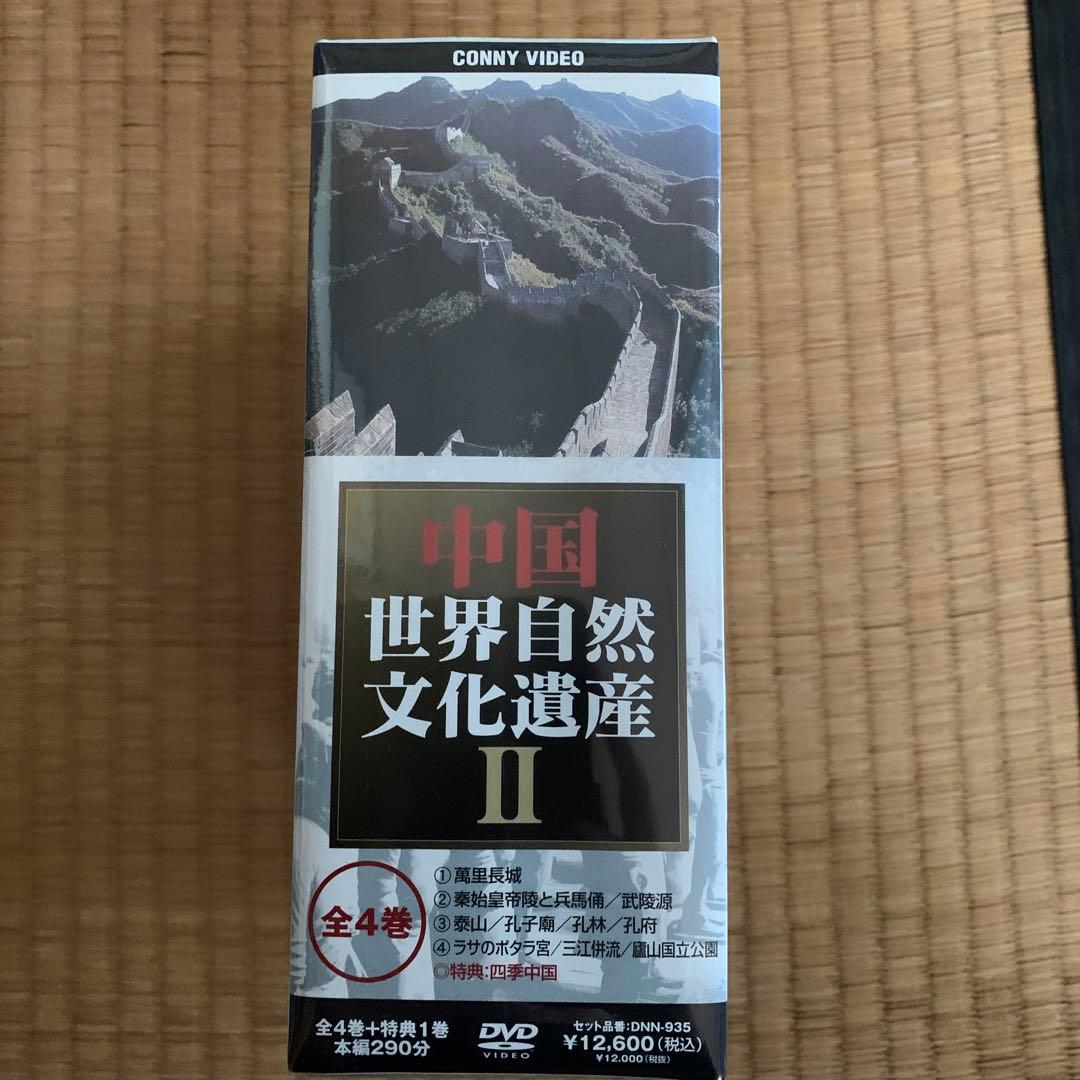 CONNY VIDEO
中国
世界自然
文化遺産
II
全4巻
①萬里長城
②秦始皇帝陵と兵馬俑／武陵源
③泰山／孔子廟／孔林／孔府
④ラサのポタラ宮／三江併流／廬山国立公園
◎特典:四季中国
全4巻+特典1巻
本編290分
DVD
VIDEO
セット品番:DNN-935
¥12,600(税込)
¥12,000(税抜)